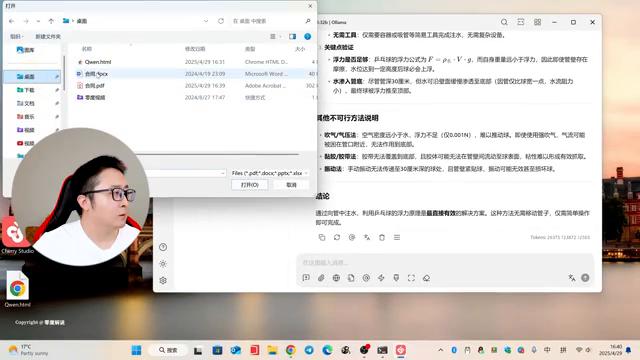 打开
桌面
在 桌面 中搜索
组织
新建文件夹
名称
修改日期
类型
大小
图库
Qwen.html
2025/4/29 16:31
Chrome HTML D...
桌面
合同.docx
2024/4/19 23:09
Microsoft Word ...
40
下载
合同.pdf
2025/4/29 16:39
Adobe Acrobat ...
302
文档
零度视频
2024/8/27 17:47
快捷方式
音乐
视频
Files (*.pdf;*.docx;*.pptx;*.xlsx
打开(O)
取消
32b | Ollama
• 无需工具：仅需要容器或吸管等简易工具完成注水，无需复杂设备。
关键点验证
• 浮力是否足够：乒乓球的浮力公式为 F = ρ水 · V · g，而自身重量远小于浮力，因此即使管壁存在
摩擦，水位达到一定高度后球必会上浮。
• 水渗入管底：尽管管深30厘米，但水可沿壁面缓慢渗透至底部（因管仅比球宽一点，水流阻力
小），最终球被浮力推至顶部。
其他不可行方法说明
• 吹气/气压法：空气密度远小于水，浮力不足（仅0.001N），难以推动球。即使使用强吹气，气流可能
被困在管口附近，无法作用到底部。
• 黏胶/胶带法：胶带无法覆盖到底部，且胶体可能无法在管壁间流动至球表面，粘性难以形成有效抓取。
• 振动法：手动振动无法传递至30厘米深的球处，且管壁紧贴球，振动可能无效甚至损坏球。
结论
通过向管中注水，利用乒乓球的浮力原理是最直接有效的解决方案。这种方法无需移动管子，仅需简单操作
即可完成。
在这里输入消息...
Cherry Studio
Qwen.html
Copyright @ 零度解说
17°C
Partly sunny
搜索
中
拼
16:40
2025/4/29